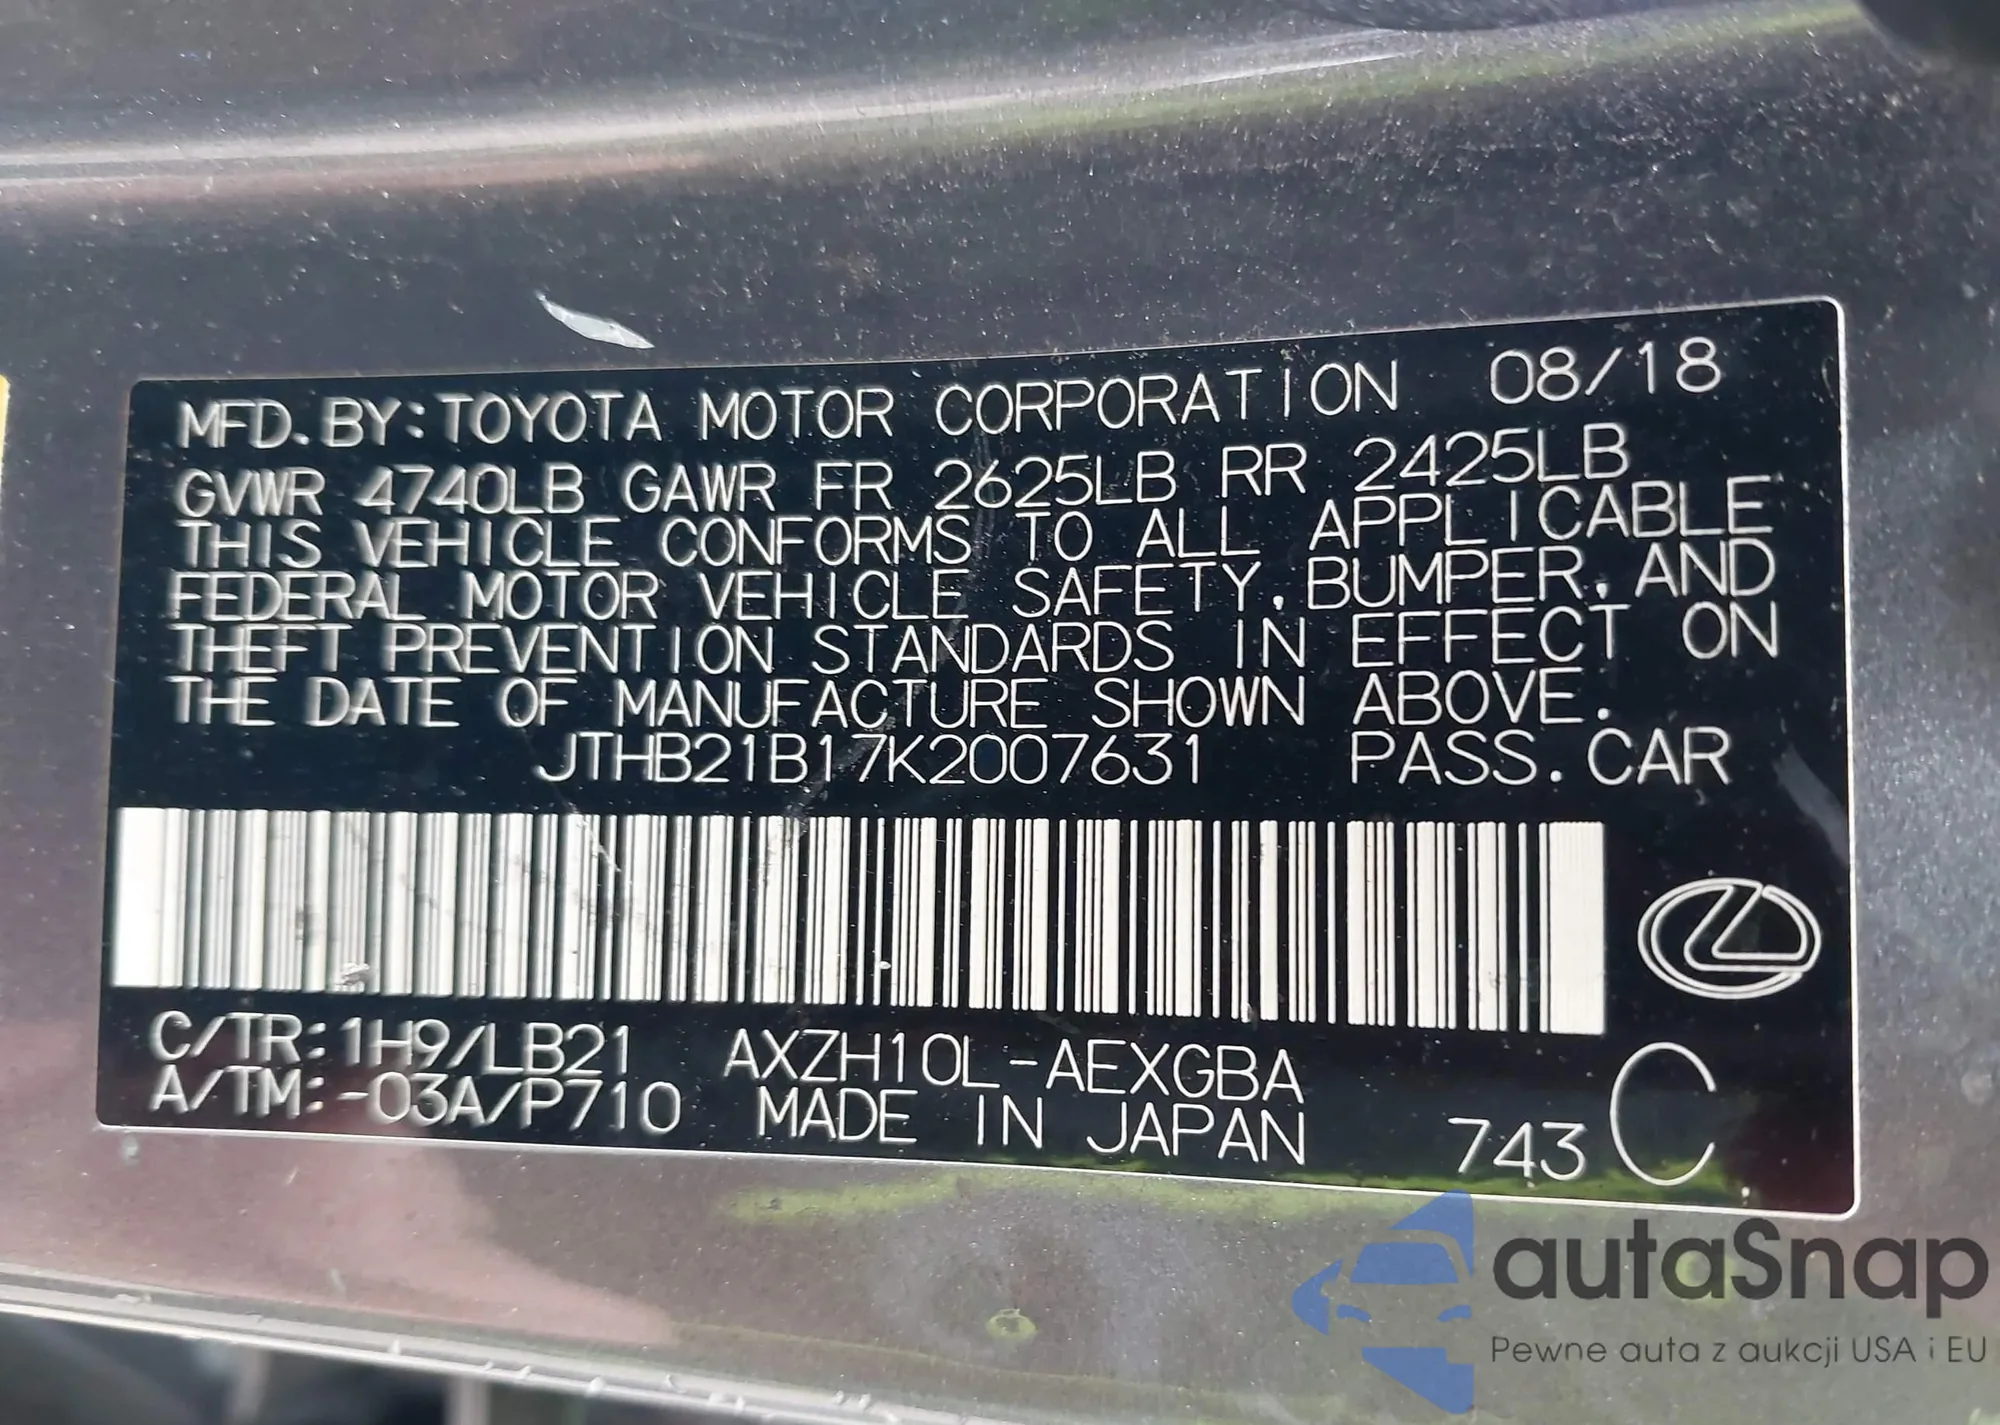 MFD. BY: TOYOTA MOTOR CORPORATION 08/18
GVWR 4740LB GAWR FR 2625LB RR 2425LB
THIS VEHICLE CONFORMS TO ALL APPLICABLE
FEDERAL MOTOR VEHICLE SAFETY, BUMPER, AND
THEFT PREVENTION STANDARDS IN EFFECT ON
THE DATE OF MANUFACTURE SHOWN ABOVE.
JTHB21B17K2007631 PASS. CAR
C/TR: 1H9/LB21 AXZH10L-AEXGBA
A/TM: -03A/P710 MADE IN JAPAN 743 C
autaSnap
Pewne auta z aukcji USA i EU